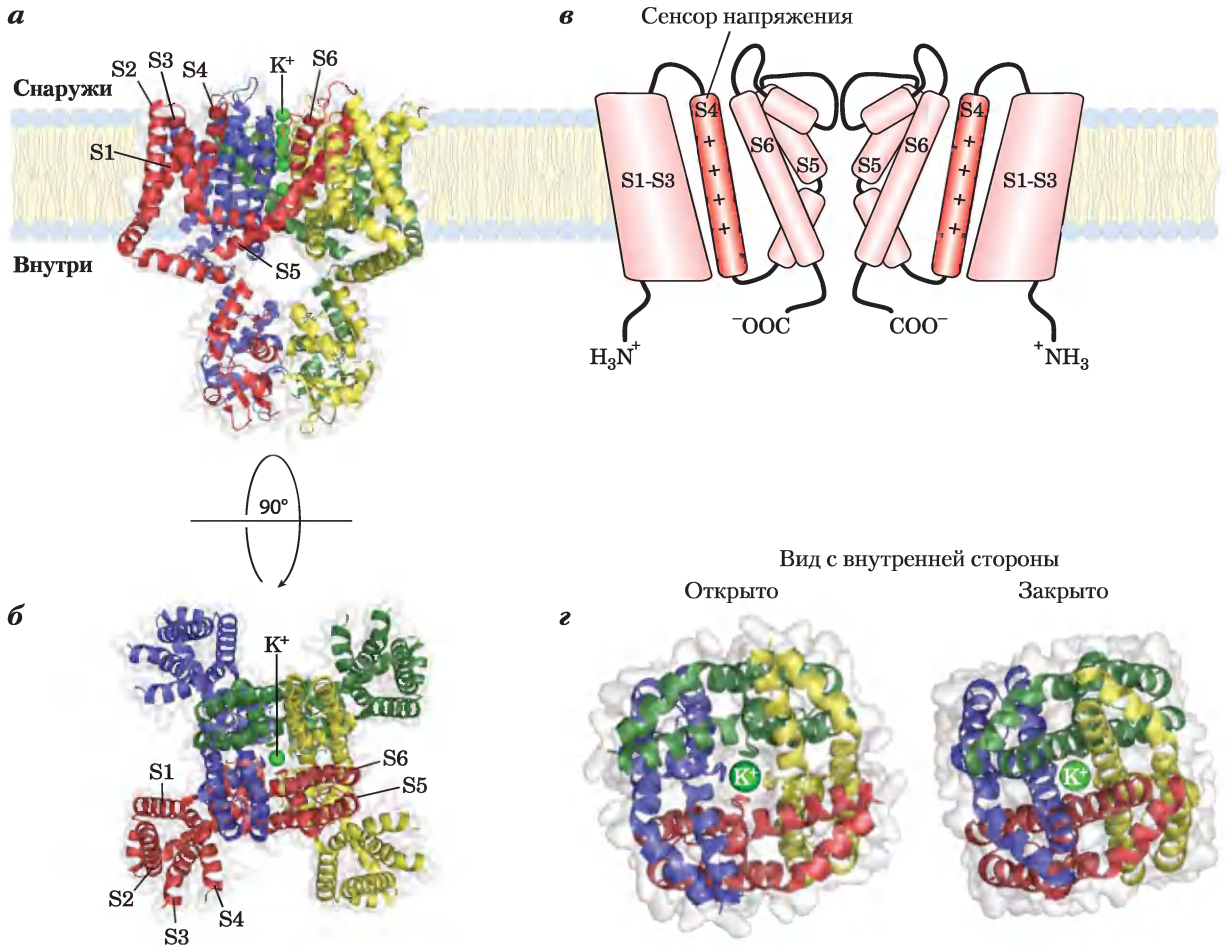 а
S2
S3
S4
K⁺
S6
Снаружи
S1
Внутри
S5
90°
б
K⁺
S1
S6
S5
S2
S3
S4
в
Сенсор напряжения
S1-S3
S4
S6
S5
S5
S6
S4
S1-S3
+
+
+
+
+
+
+
+
⁻OOC
COO⁻
H₃N⁺
⁺NH₃
Вид с внутренней стороны
Открыто
Закрыто
г
K⁺
K⁺